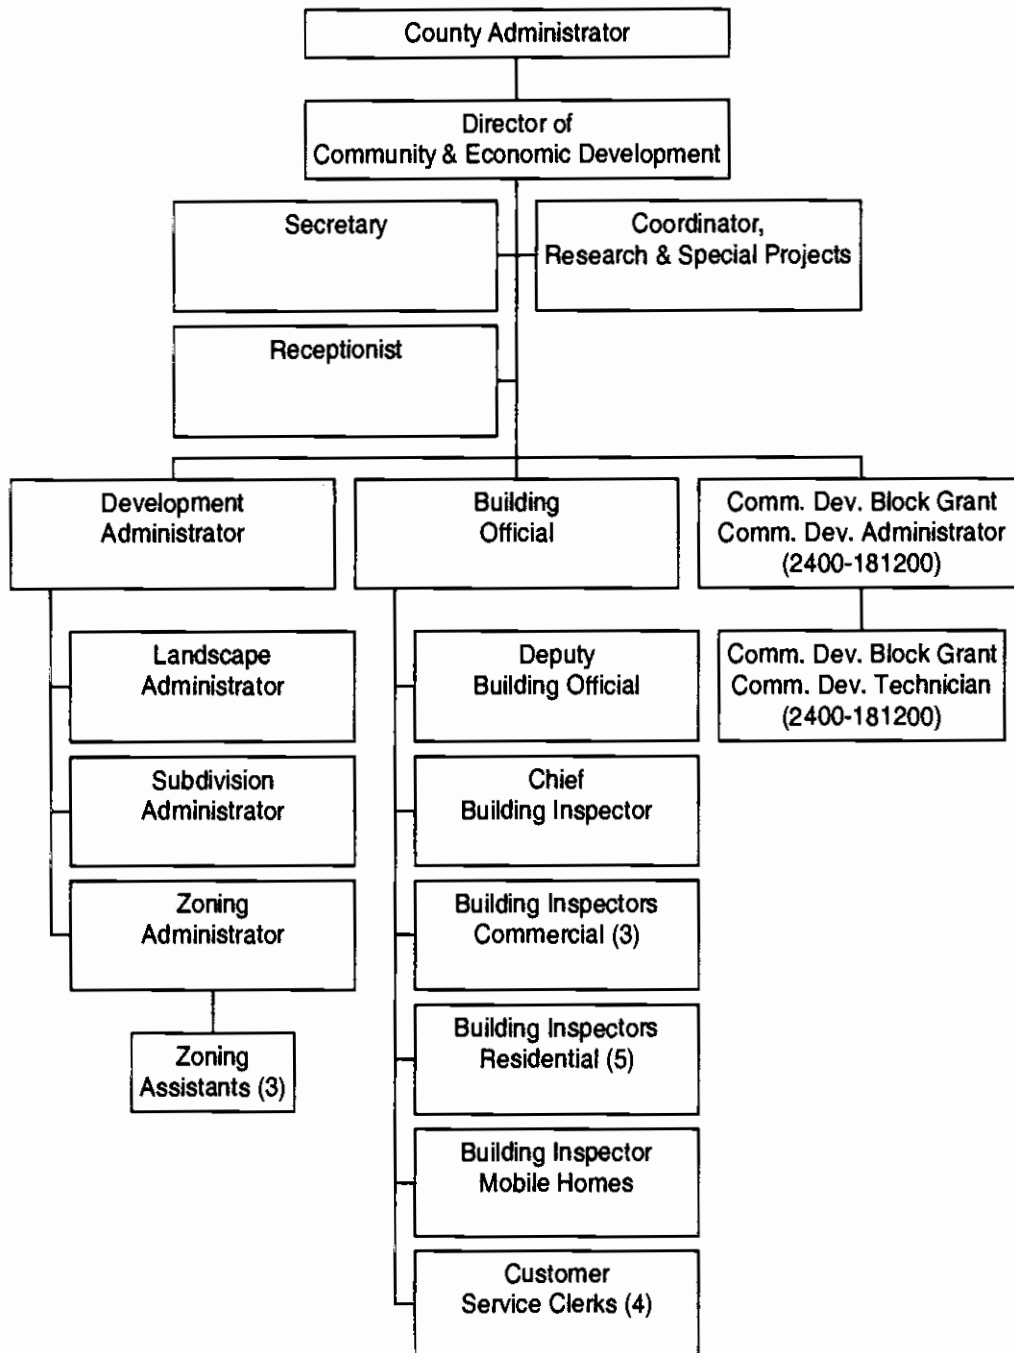 County Administrator
Director of
Community & Economic Development
Secretary
Coordinator,
Research & Special Projects
Receptionist
Development
Administrator
Building
Official
Comm. Dev. Block Grant
Comm. Dev. Administrator
(2400-181200)
Landscape
Administrator
Deputy
Building Official
Comm. Dev. Block Grant
Comm. Dev. Technician
(2400-181200)
Subdivision
Administrator
Chief
Building Inspector
Zoning
Administrator
Building Inspectors
Commercial (3)
Zoning
Assistants (3)
Building Inspectors
Residential (5)
Building Inspector
Mobile Homes
Customer
Service Clerks (4)